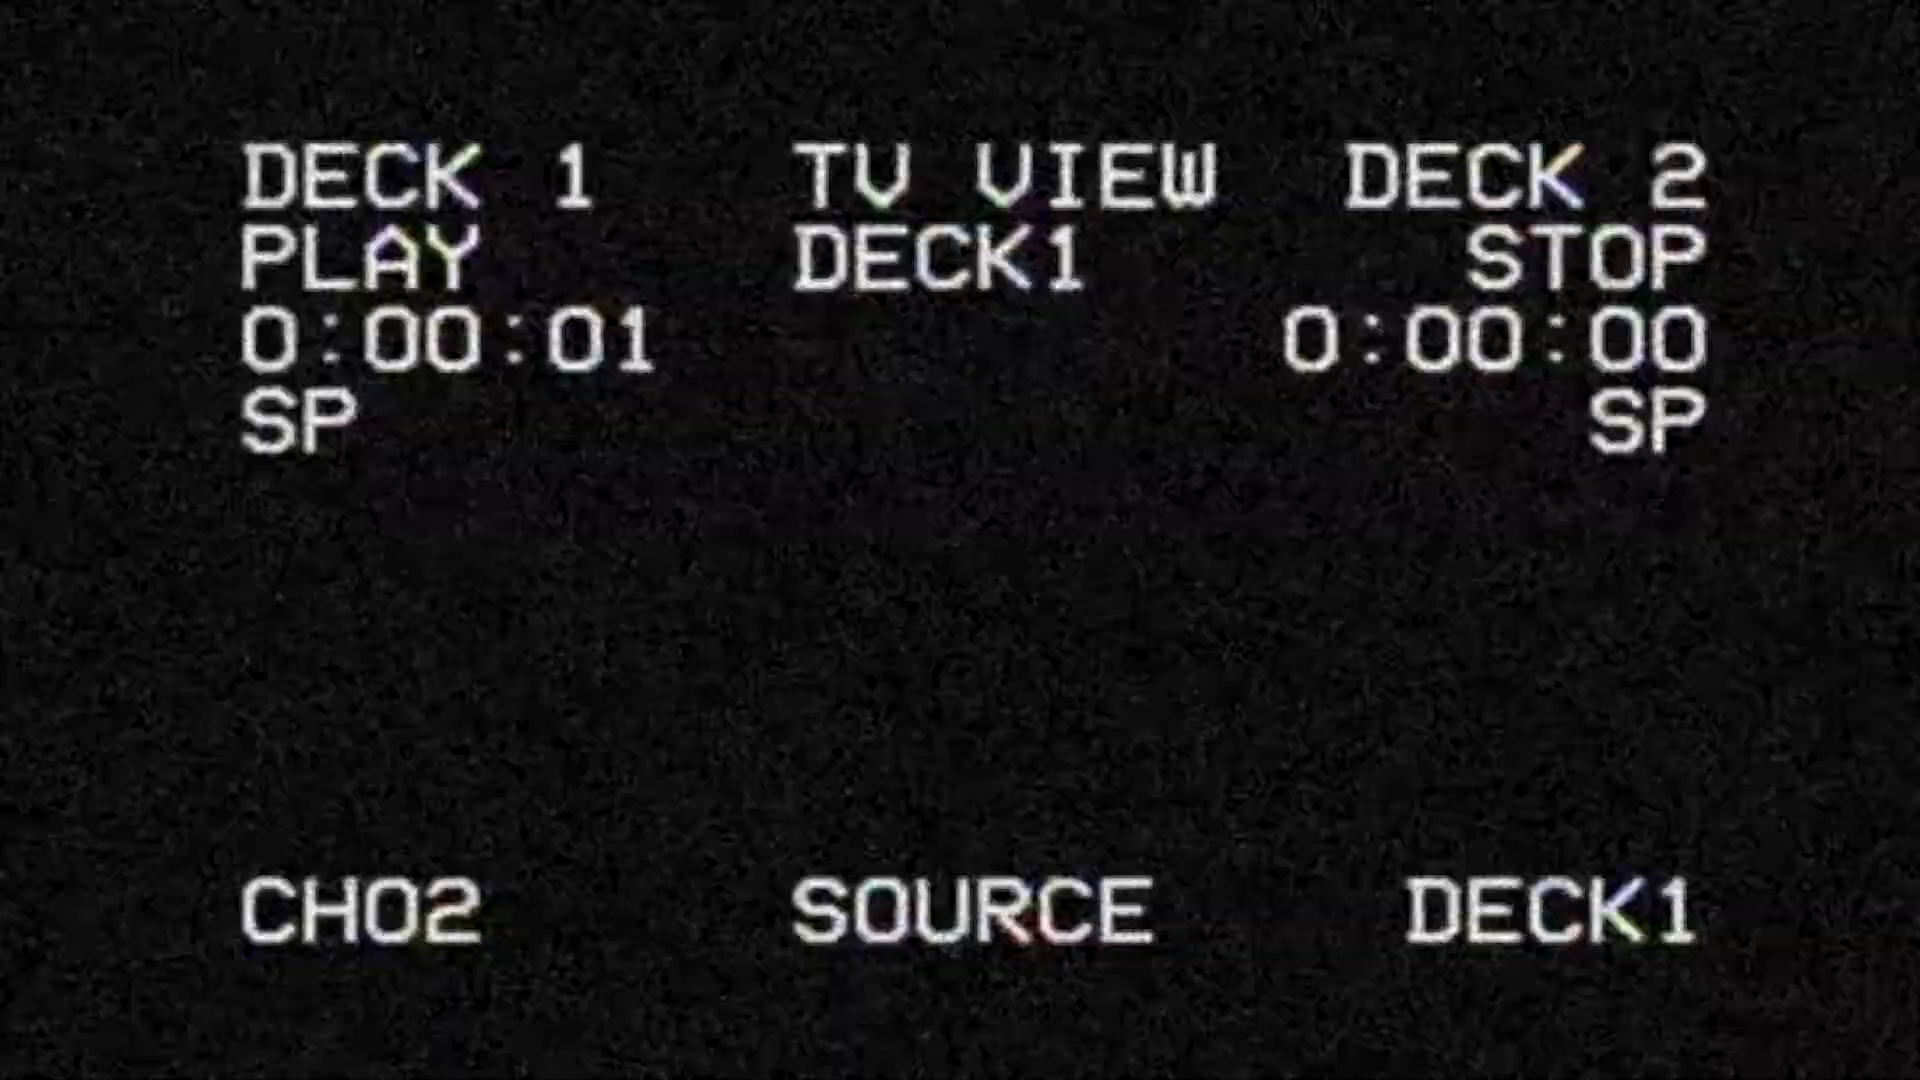 DECK 1 TV VIEW DECK 2
PLAY DECK1 STOP
0:00:01 0:00:00
SP SP
CH02 SOURCE DECK1